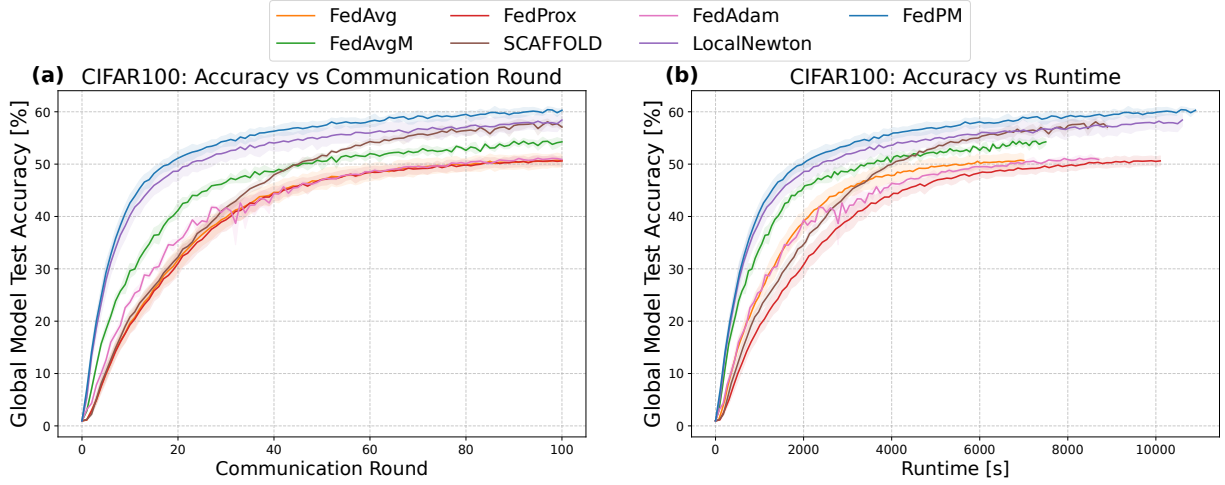 FedAvg FedProx FedAdam FedPM
FedAvgM SCAFFOLD LocalNewton
(a) CIFAR100: Accuracy vs Communication Round
Global Model Test Accuracy [%]
60
50
40
30
20
10
0
0 20 40 60 80 100
Communication Round
(b) CIFAR100: Accuracy vs Runtime
Global Model Test Accuracy [%]
60
50
40
30
20
10
0
0 2000 4000 6000 8000 10000
Runtime [s]